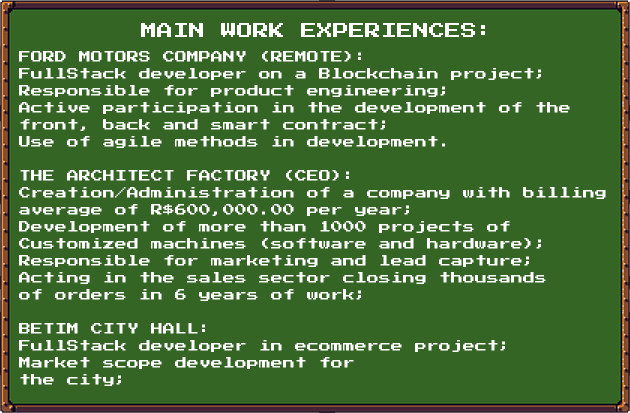 MAIN WORK EXPERIENCES:
FORD MOTORS COMPANY (REMOTE):
FullStack developer on a Blockchain project;
Responsible for product engineering;
Active participation in the development of the
front, back and smart contract;
Use of agile methods in development.
THE ARCHITECT FACTORY (CEO):
Creation/Administration of a company with billing
average of R$600,000.00 per year;
Development of more than 1000 projects of
Customized machines (software and hardware);
Responsible for marketing and lead capture;
Acting in the sales sector closing thousands
of orders in 6 years of work;
BETIM CITY HALL:
FullStack developer in ecommerce project;
Market scope development for
the city;